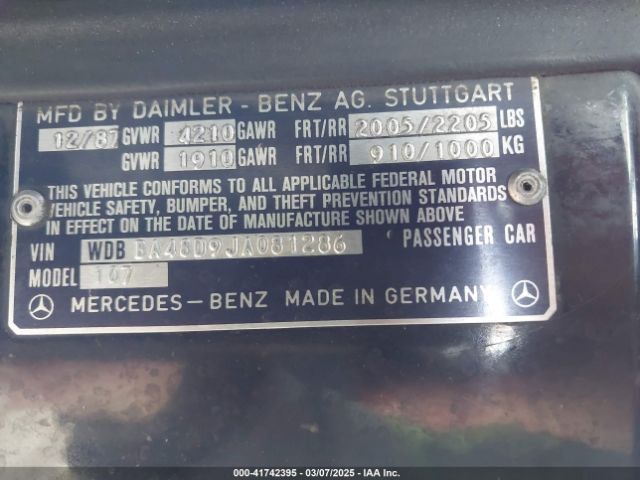 MFD BY DAIMLER - BENZ AG. STUTTGART
12/87 GVWR 4210 GAWR FRT/RR 2005/2205 LBS
GVWR 1910 GAWR FRT/RR 910/1000 KG
THIS VEHICLE CONFORMS TO ALL APPLICABLE FEDERAL MOTOR
VEHICLE SAFETY, BUMPER, AND THEFT PREVENTION STANDARDS
IN EFFECT ON THE DATE OF MANUFACTURE SHOWN ABOVE
VIN WDB BA48D9JA081286 PASSENGER CAR
MODEL 107
MERCEDES - BENZ MADE IN GERMANY
000-41742395 - 03/07/2025 - IAA Inc.